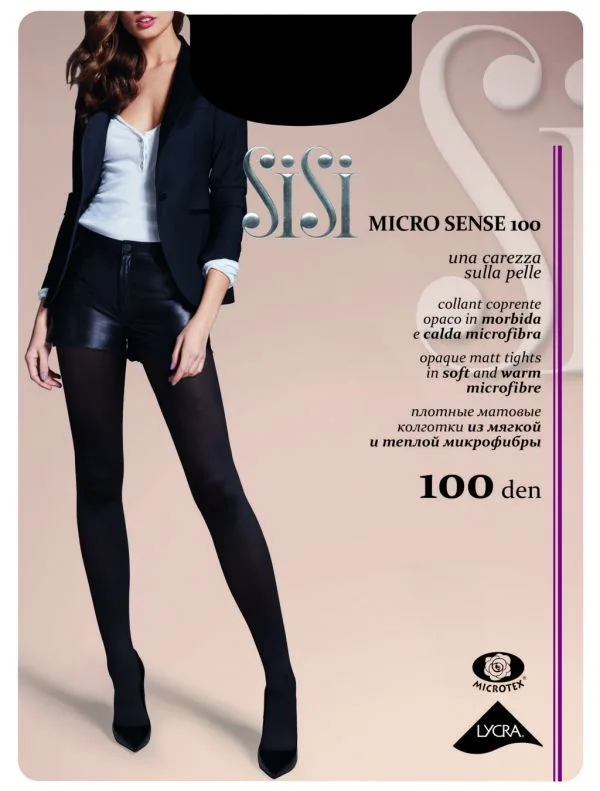 SiSi
MICRO SENSE 100
una carezza
sulla pelle
collant coprente
opaco in morbida
e calda microfibra
opaque matt tights
in soft and warm
microfibre
плотные матовые
колготки из мягкой
и теплой микрофибры
100 den
MICROTEX®
LYCRA®
Si